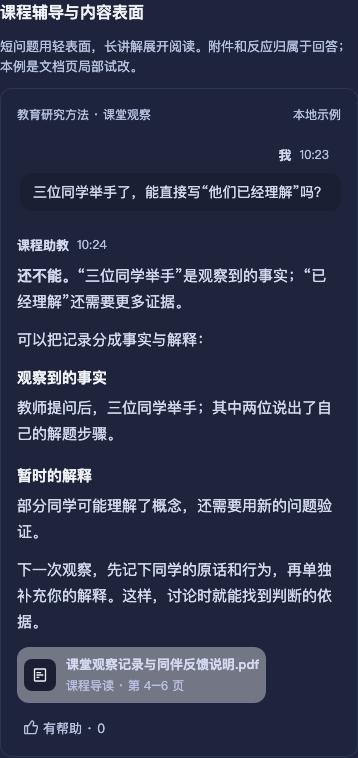 课程辅导与内容表面
短问题用轻表面，长讲解展开阅读。附件和反应归属于回答；
本例是文档页局部试改。
教育研究方法 · 课堂观察
本地示例
我 10:23
三位同学举手了，能直接写“他们已经理解”吗？
课程助教 10:24
还不能。“三位同学举手”是观察到的事实；“已
经理解”还需要更多证据。
可以把记录分成事实与解释：
观察到的事实
教师提问后，三位同学举手；其中两位说出了自
己的解题步骤。
暂时的解释
部分同学可能理解了概念，还需要用新的问题验
证。
下一次观察，先记下同学的原话和行为，再单独
补充你的解释。这样，讨论时就能找到判断的依
据。
课堂观察记录与同伴反馈说明.pdf
课程导读 · 第 4–6 页
有帮助 · 0